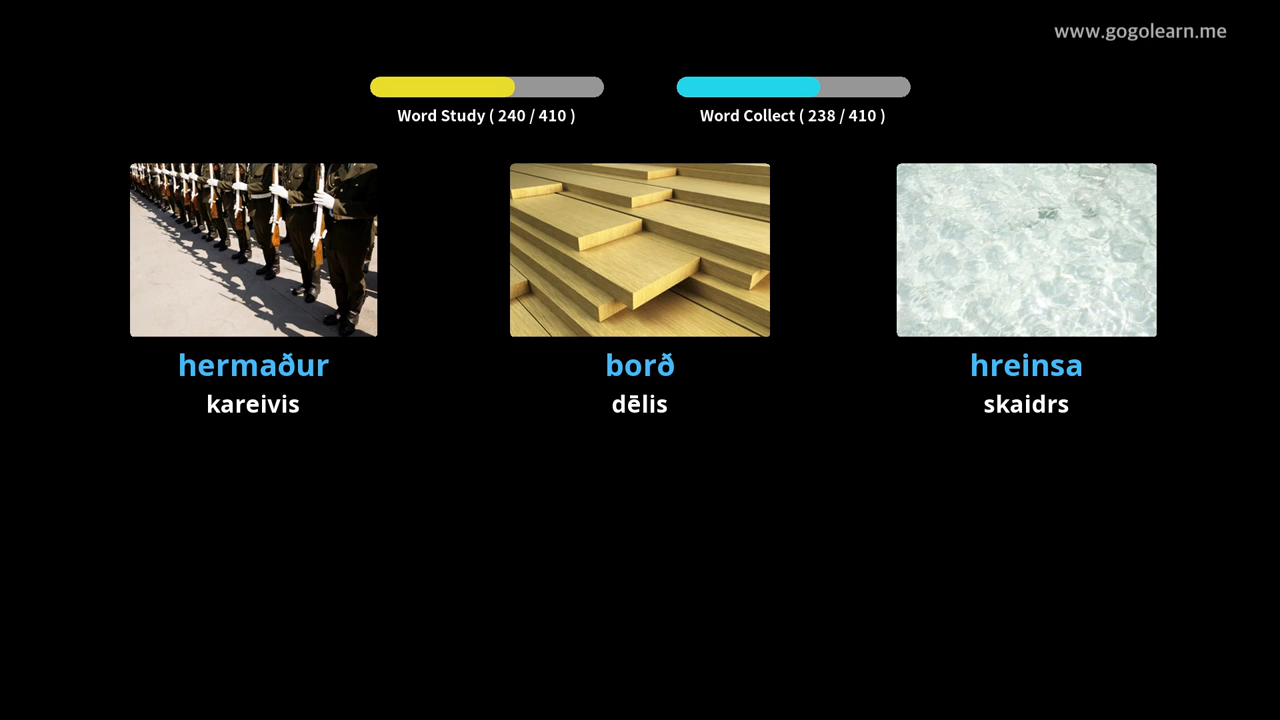 www.gogolearn.me
Word Study ( 240 / 410 )
Word Collect ( 238 / 410 )
hermaður
borð
hreinsa
kareivis
dēlis
skaidrs